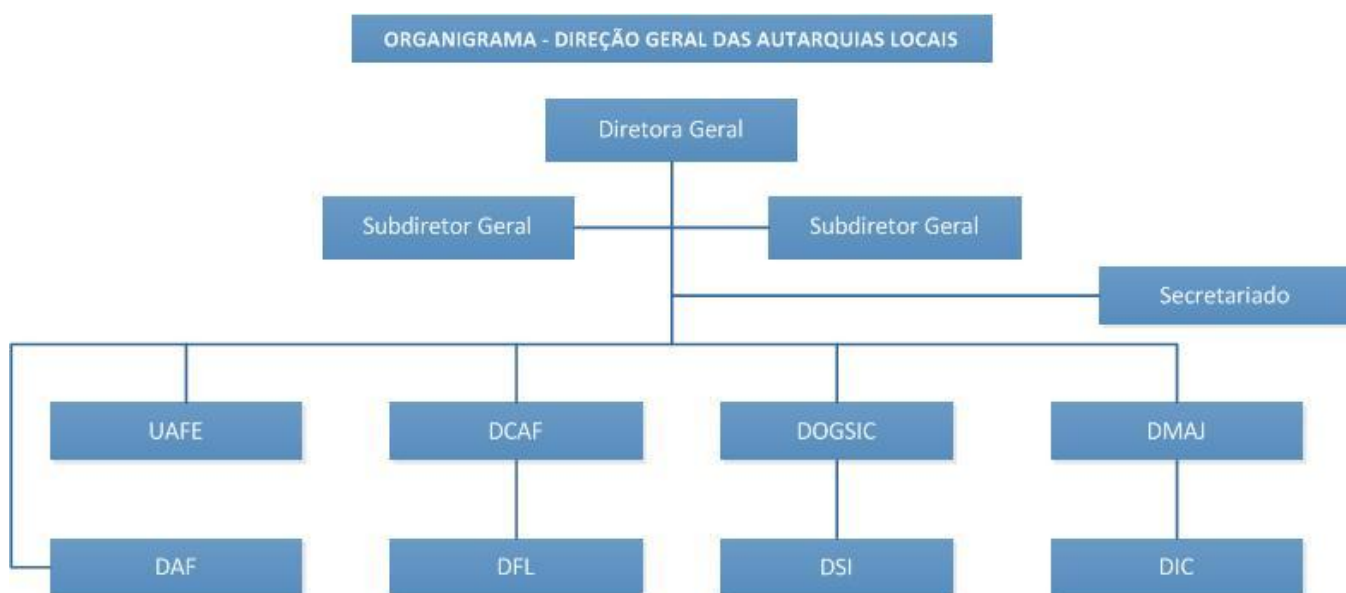 ORGANIGRAMA - DIREÇÃO GERAL DAS AUTARQUIAS LOCAIS
Diretora Geral
Subdiretor Geral
Subdiretor Geral
Secretariado
UAFE
DCAF
DOGSIC
DMAJ
DAF
DFL
DSI
DIC